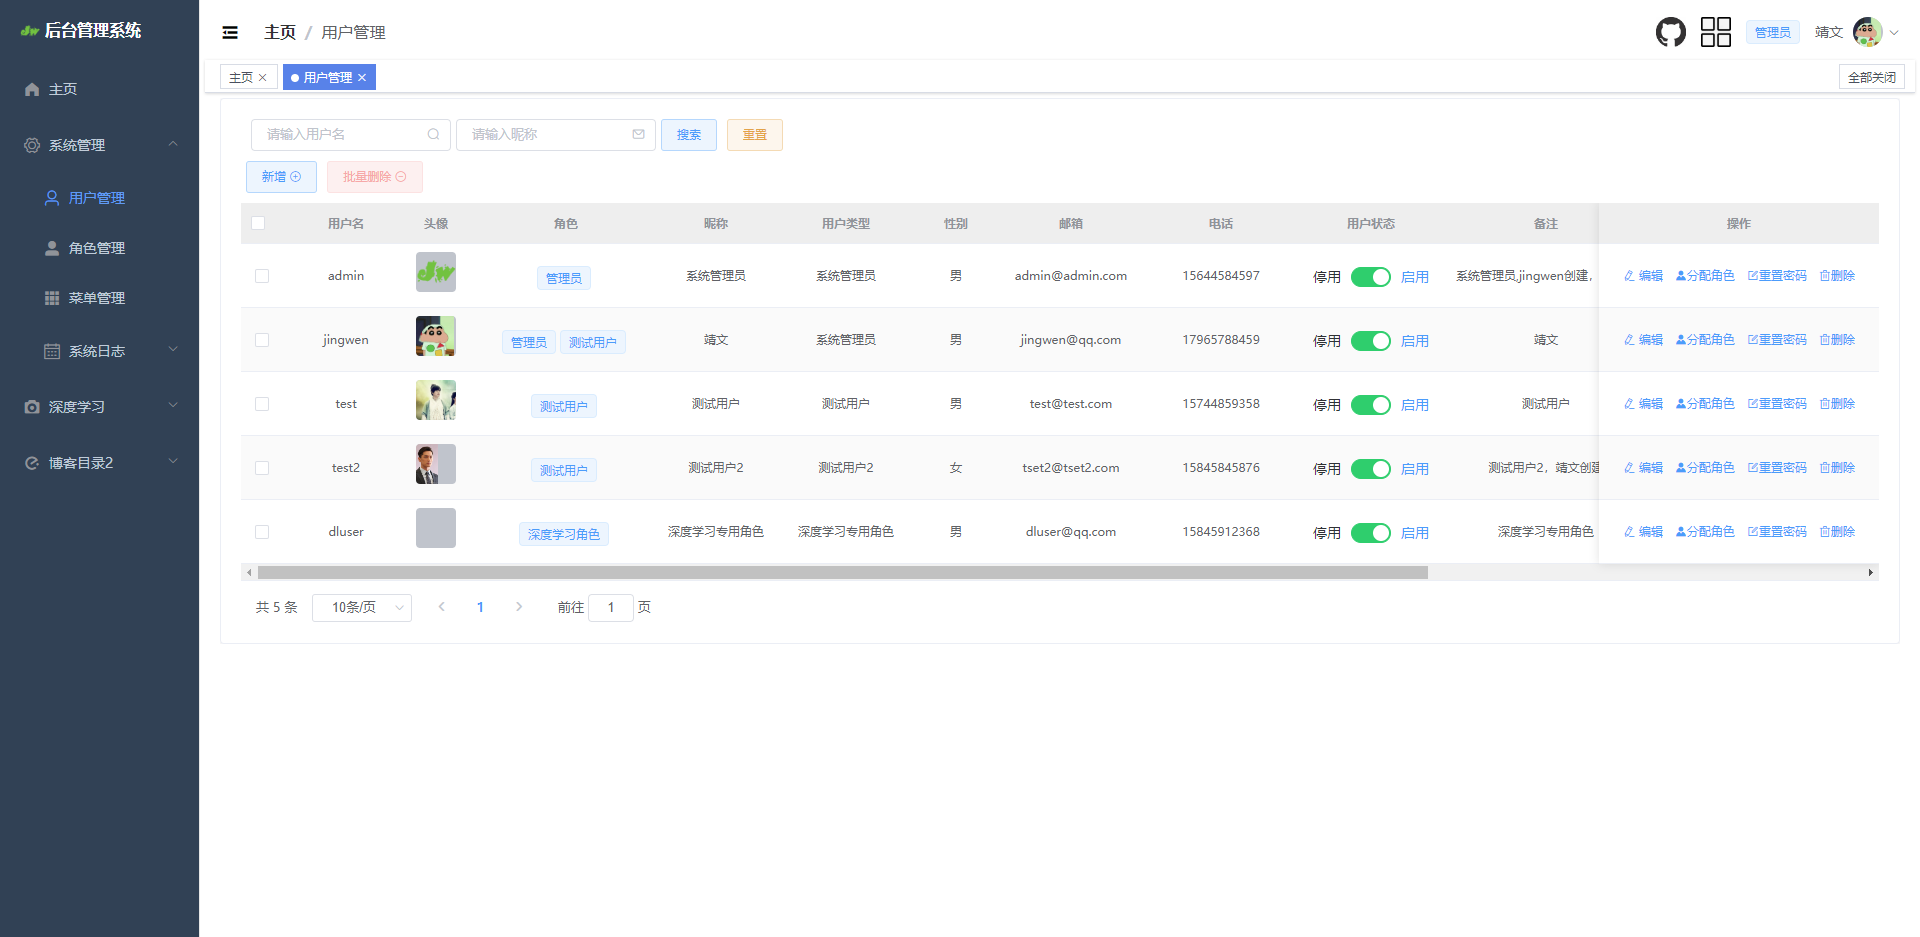 后台管理系统
主页
系统管理
用户管理
角色管理
菜单管理
系统日志
深度学习
博客目录2
主页 / 用户管理
管理员 靖文
主页 用户管理 全部关闭
请输入用户名 请输入昵称 搜索 重置
新增 批量删除
用户名 头像 角色 昵称 用户类型 性别 邮箱 电话 用户状态 备注 操作
admin 管理员 系统管理员 系统管理员 男 admin@admin.com 15644584597 停用 启用 系统管理员,jingwen创建, 编辑 分配角色 重置密码 删除
jingwen 管理员 测试用户 靖文 系统管理员 男 jingwen@qq.com 17965788459 停用 启用 靖文 编辑 分配角色 重置密码 删除
test 测试用户 测试用户 测试用户 男 test@test.com 15744859358 停用 启用 测试用户 编辑 分配角色 重置密码 删除
test2 测试用户 测试用户2 测试用户2 女 tset2@tset2.com 15845845876 停用 启用 测试用户2，靖文创建 编辑 分配角色 重置密码 删除
dluser 深度学习角色 深度学习专用角色 深度学习专用角色 男 dluser@qq.com 15845912368 停用 启用 深度学习专用角色 编辑 分配角色 重置密码 删除
共 5 条 10条/页 1 前往 1 页